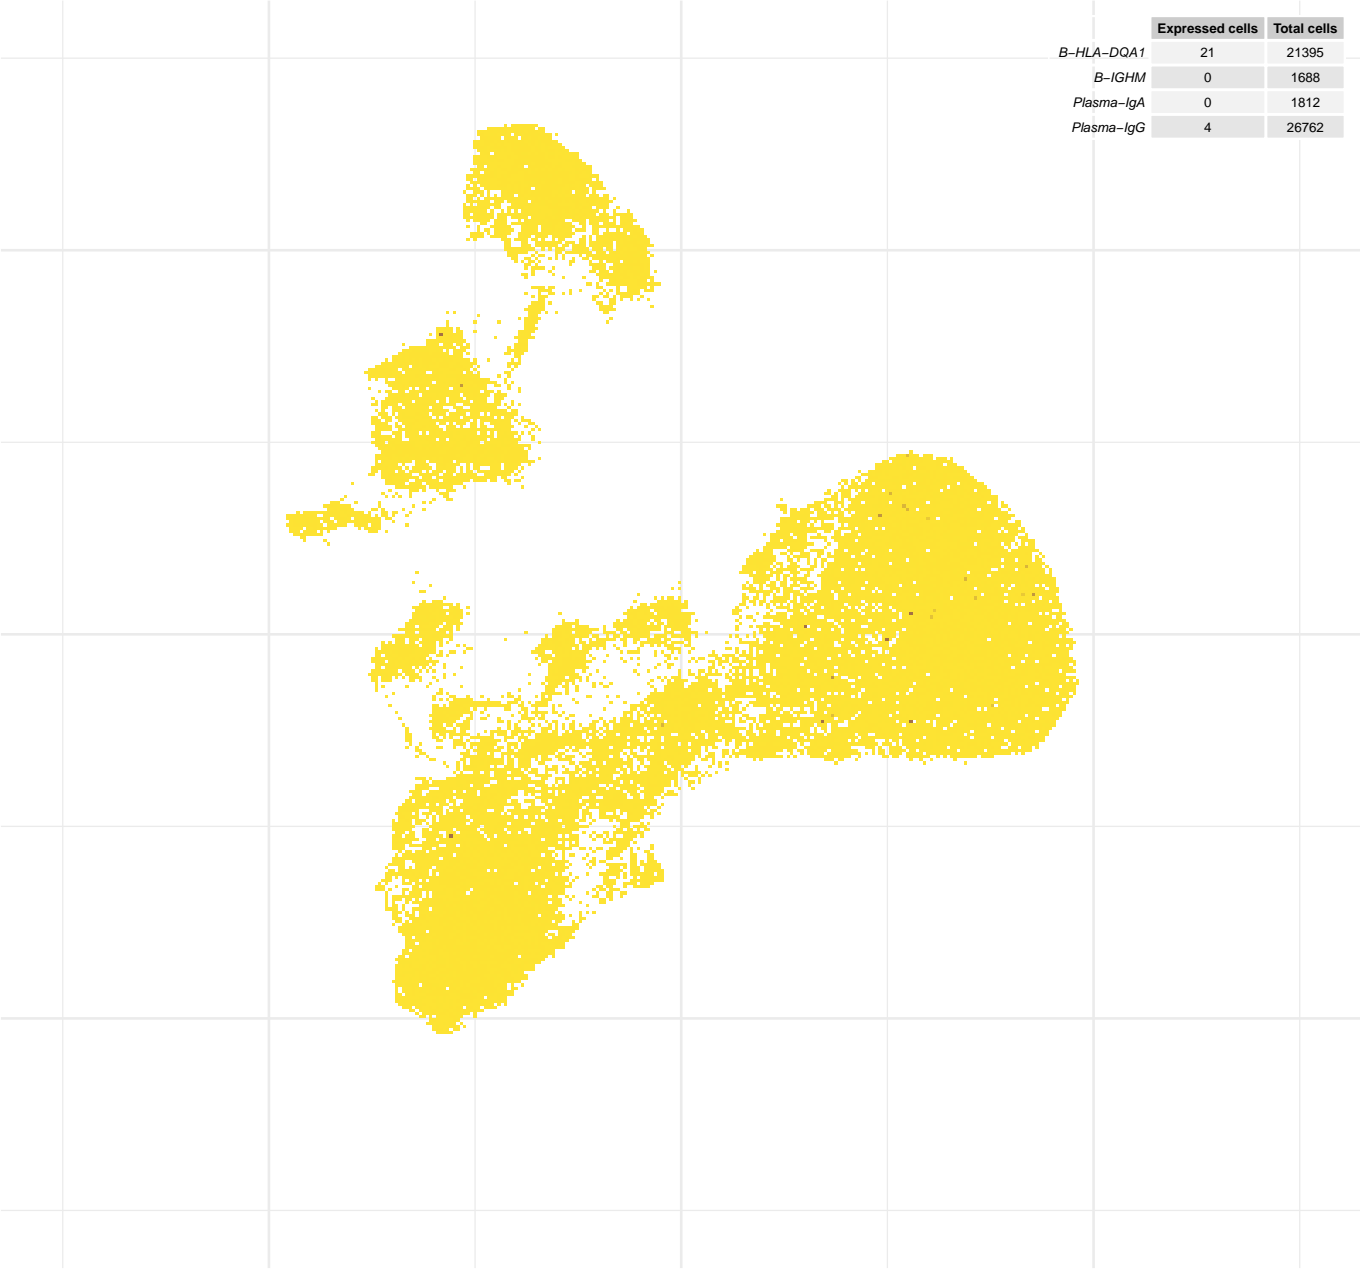 Expressed cells Total cells
B−HLA−DQA1 21 21395
B−IGHM 0 1688
Plasma−IgA 0 1812
Plasma−IgG 4 26762